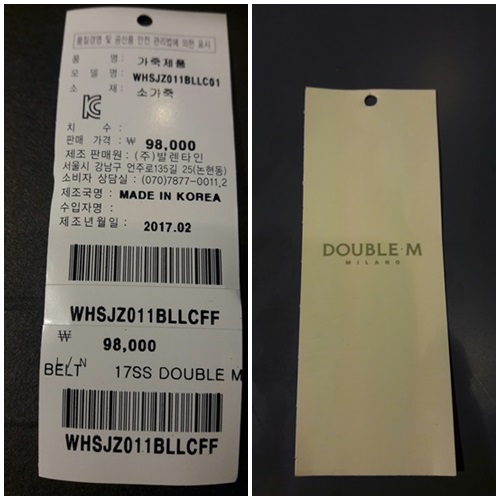 품질경영 및 공산품 안전 관리법에 의한 표시
품 명 : 가죽제품
모 델 명 : WHSJZ011BLLC01
소 재 : 소가죽
치 수 :
판매 가격 : ₩ 98,000
제조 판매원 : (주)발렌타인
서울시 강남구 언주로135길 25(논현동)
소비자 상담실 : (070)7877-0011,2
제조국명 : MADE IN KOREA
수입자명 :
제조년월일 : 2017.02
WHSJZ011BLLCFF
₩ 98,000
L/N
BELT 17SS DOUBLE M
WHSJZ011BLLCFF
DOUBLE·M
MILANO